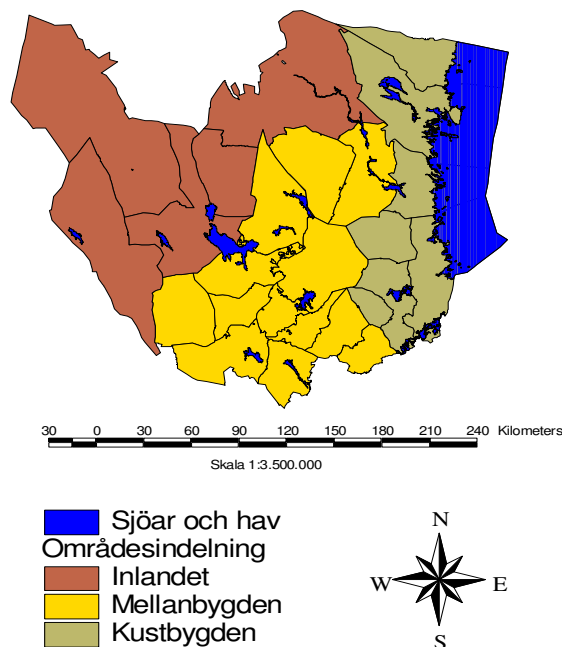 30 0 30 60 90 120 150 180 210 240 Kilometers
Skala 1:3.500.000
Sjöar och hav
Områdesindelning
Inlandet
Mellanbygden
Kustbygden
N
W E
S